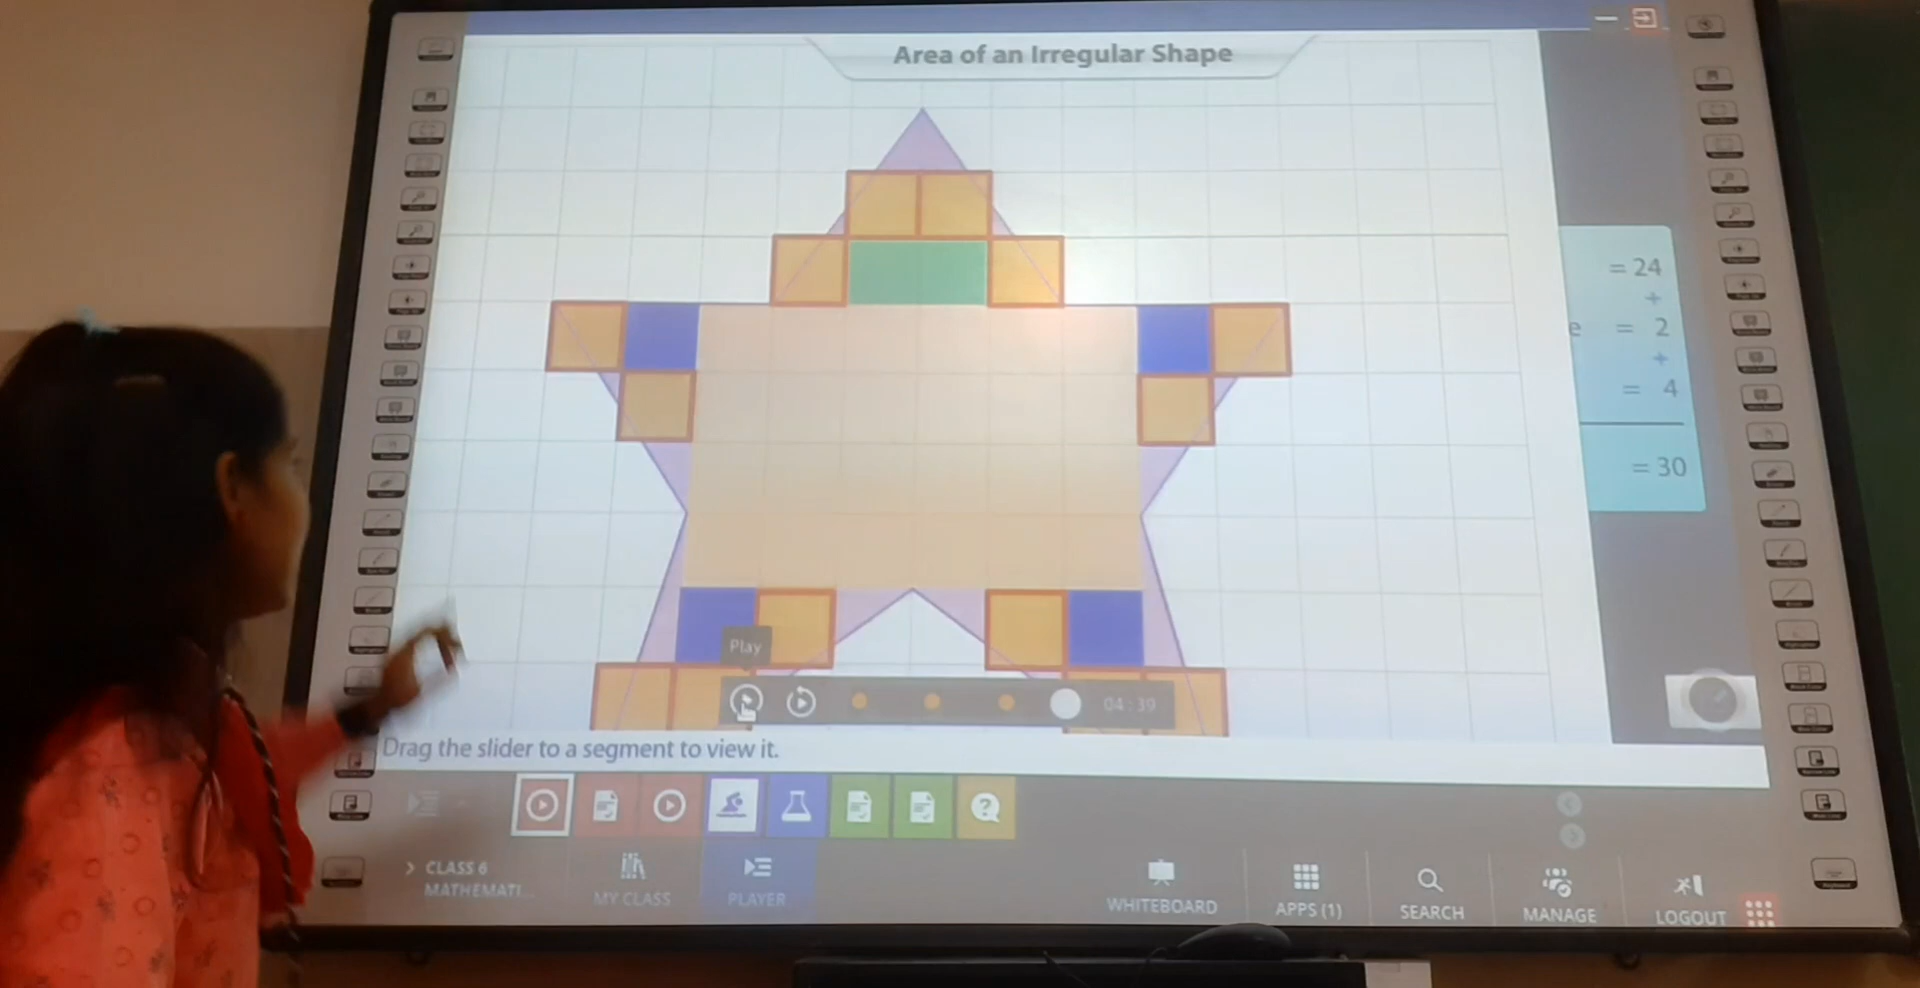 Area of an Irregular Shape
= 24
+
e = 2
+
= 4
= 30
Play
04:39
Drag the slider to a segment to view it.
> CLASS 6
MATHEMATI...
MY CLASS
PLAYER
WHITEBOARD
APPS (1)
SEARCH
MANAGE
LOGOUT